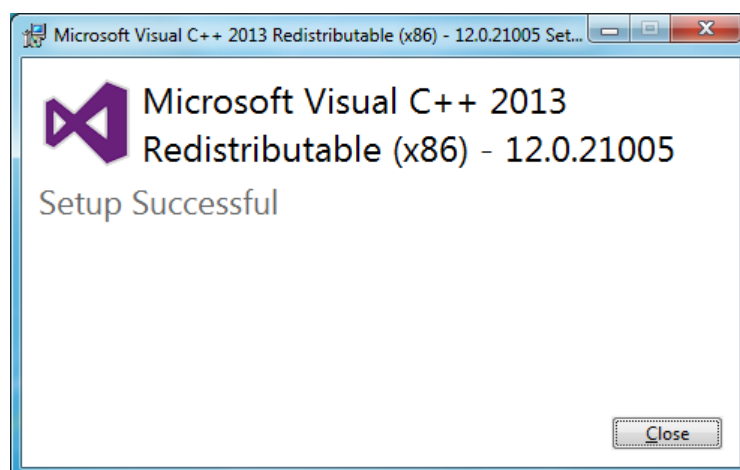 Microsoft Visual C++ 2013 Redistributable (x86) - 12.0.21005 Set...
Microsoft Visual C++ 2013
Redistributable (x86) - 12.0.21005
Setup Successful
Close